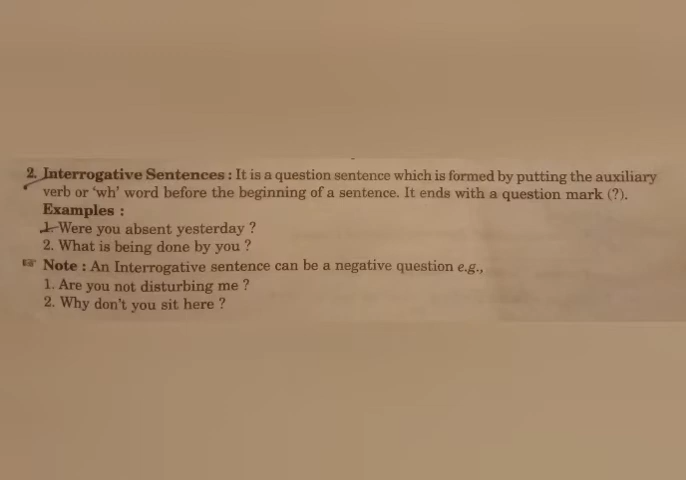 2. Interrogative Sentences : It is a question sentence which is formed by putting the auxiliary
verb or 'wh' word before the beginning of a sentence. It ends with a question mark (?).
Examples :
1. Were you absent yesterday ?
2. What is being done by you ?
☞ Note : An Interrogative sentence can be a negative question e.g.,
1. Are you not disturbing me ?
2. Why don't you sit here ?